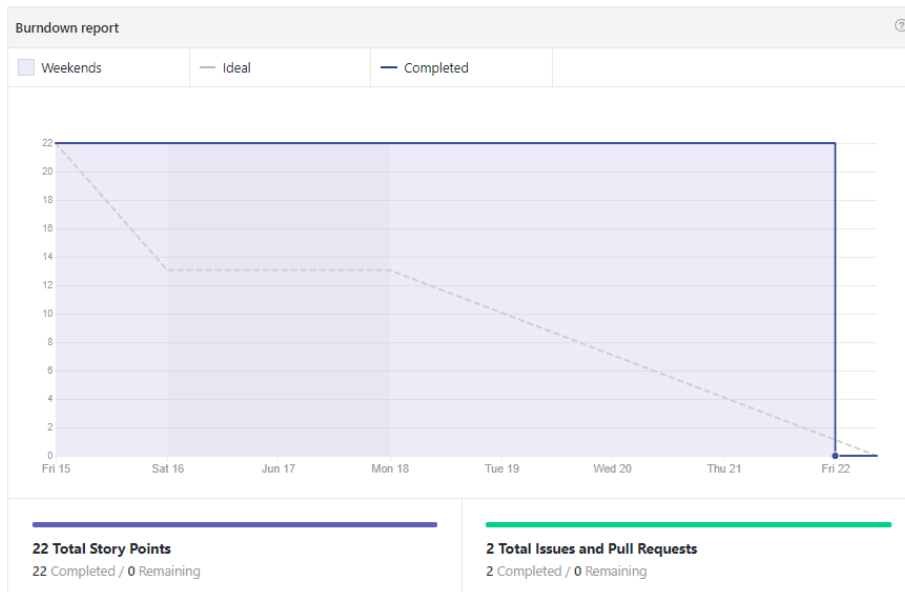 Burndown report
Weekends
Ideal
Completed
22
20
18
16
14
12
10
8
6
4
2
0
Fri 15 Sat 16 Jun 17 Mon 18 Tue 19 Wed 20 Thu 21 Fri 22
22 Total Story Points
22 Completed / 0 Remaining
2 Total Issues and Pull Requests
2 Completed / 0 Remaining